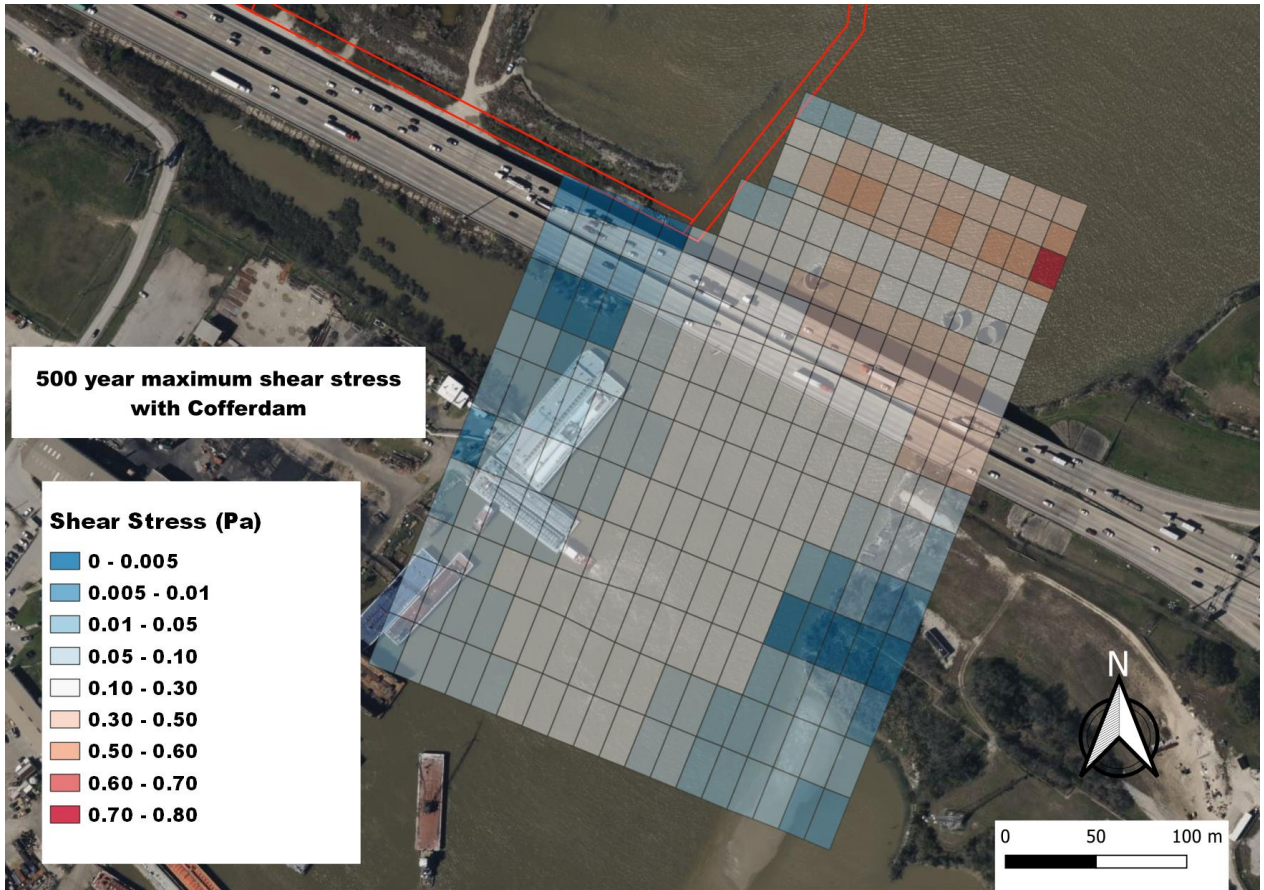 500 year maximum shear stress
with Cofferdam
Shear Stress (Pa)
0 - 0.005
0.005 - 0.01
0.01 - 0.05
0.05 - 0.10
0.10 - 0.30
0.30 - 0.50
0.50 - 0.60
0.60 - 0.70
0.70 - 0.80
N
0 50 100 m